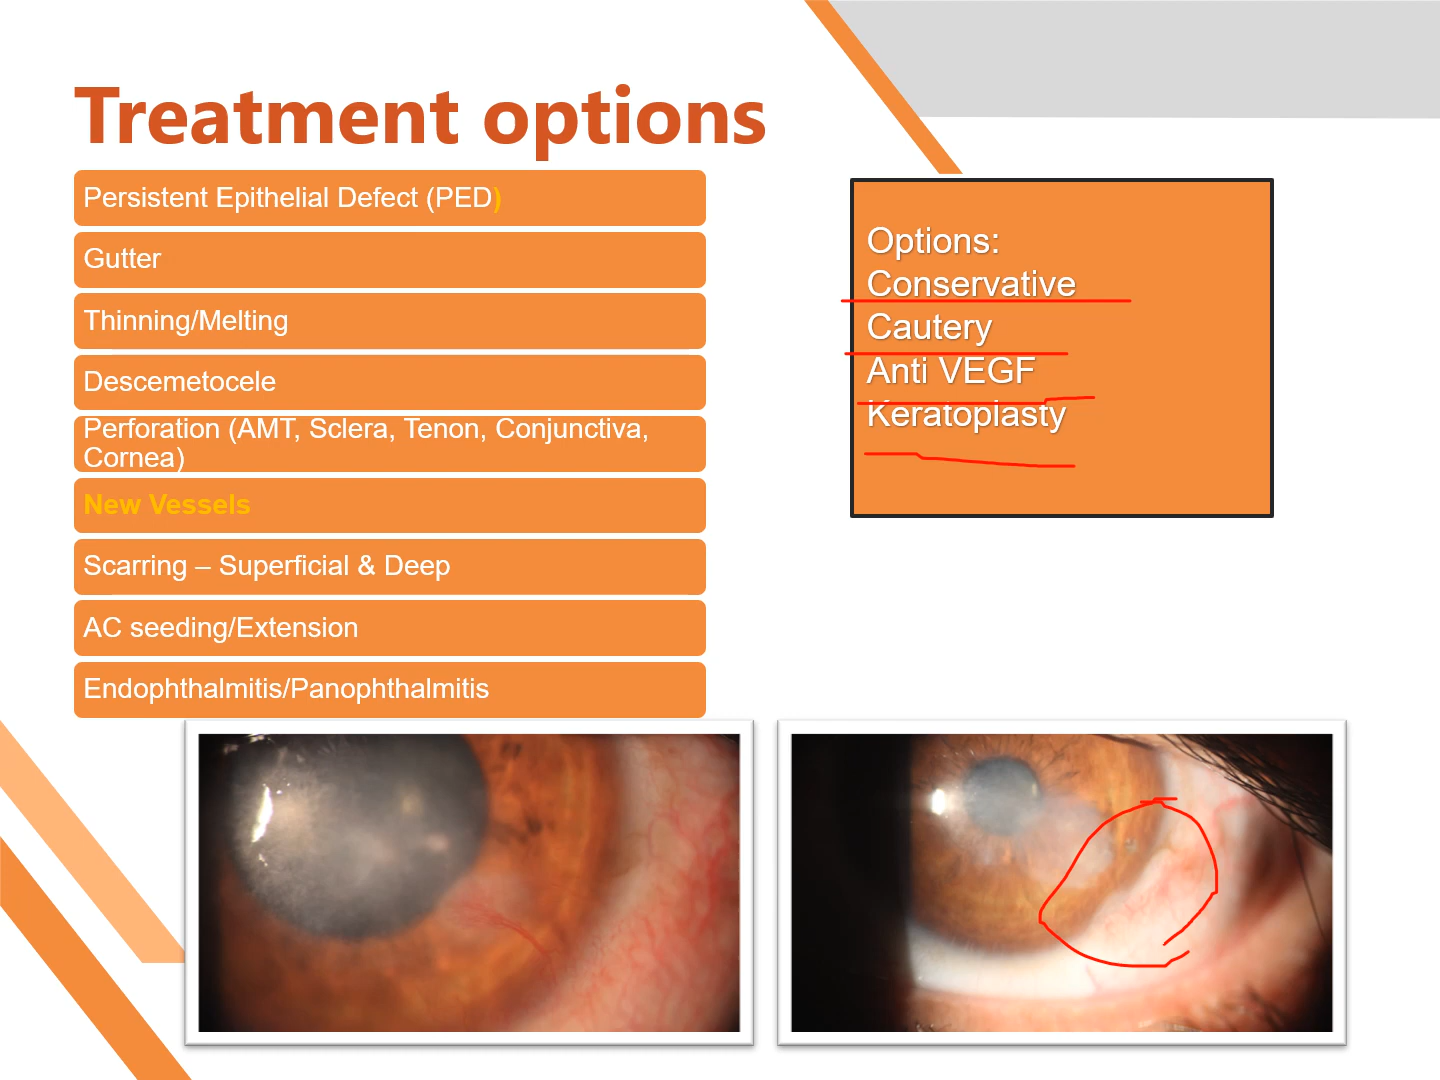 Treatment options
Persistent Epithelial Defect (PED)
Gutter
Thinning/Melting
Descemetocele
Perforation (AMT, Sclera, Tenon, Conjunctiva,
Cornea)
New Vessels
Scarring – Superficial & Deep
AC seeding/Extension
Endophthalmitis/Panophthalmitis
Options:
Conservative
Cautery
Anti VEGF
Keratoplasty